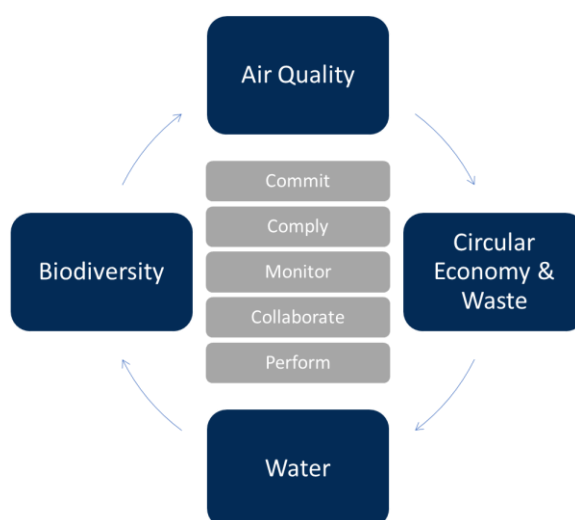 Air Quality
Commit
Comply
Monitor
Collaborate
Perform
Biodiversity
Circular
Economy &
Waste
Water